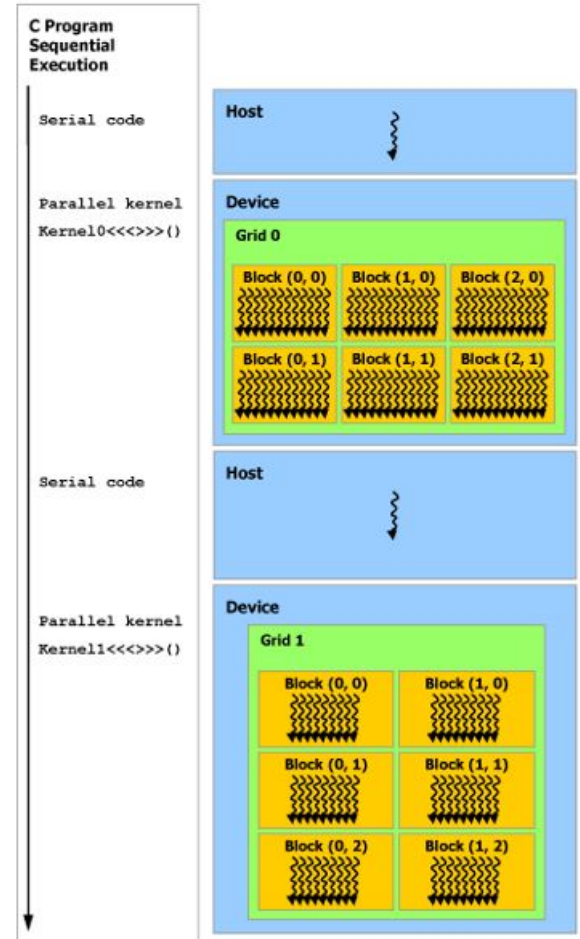 C Program
Sequential
Execution
Serial code
Host
Parallel kernel
Kernel0<<<>>>()
Device
Grid 0
Block (0, 0)
Block (1, 0)
Block (2, 0)
Block (0, 1)
Block (1, 1)
Block (2, 1)
Serial code
Host
Parallel kernel
Kernel1<<<>>>()
Device
Grid 1
Block (0, 0)
Block (1, 0)
Block (0, 1)
Block (1, 1)
Block (0, 2)
Block (1, 2)